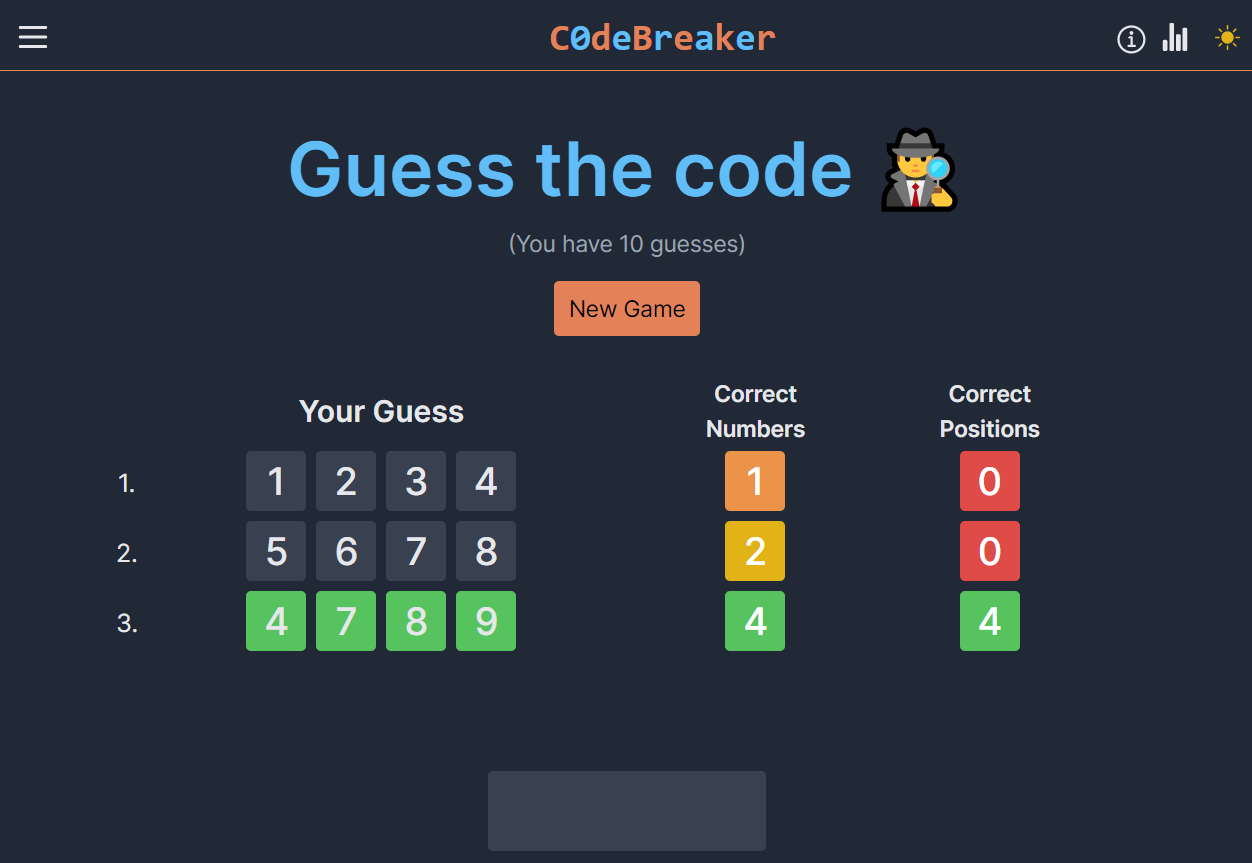 C0deBreaker
Guess the code
(You have 10 guesses)
New Game
Your Guess
Correct Numbers
Correct Positions
1. 1 2 3 4 1 0
2. 5 6 7 8 2 0
3. 4 7 8 9 4 4